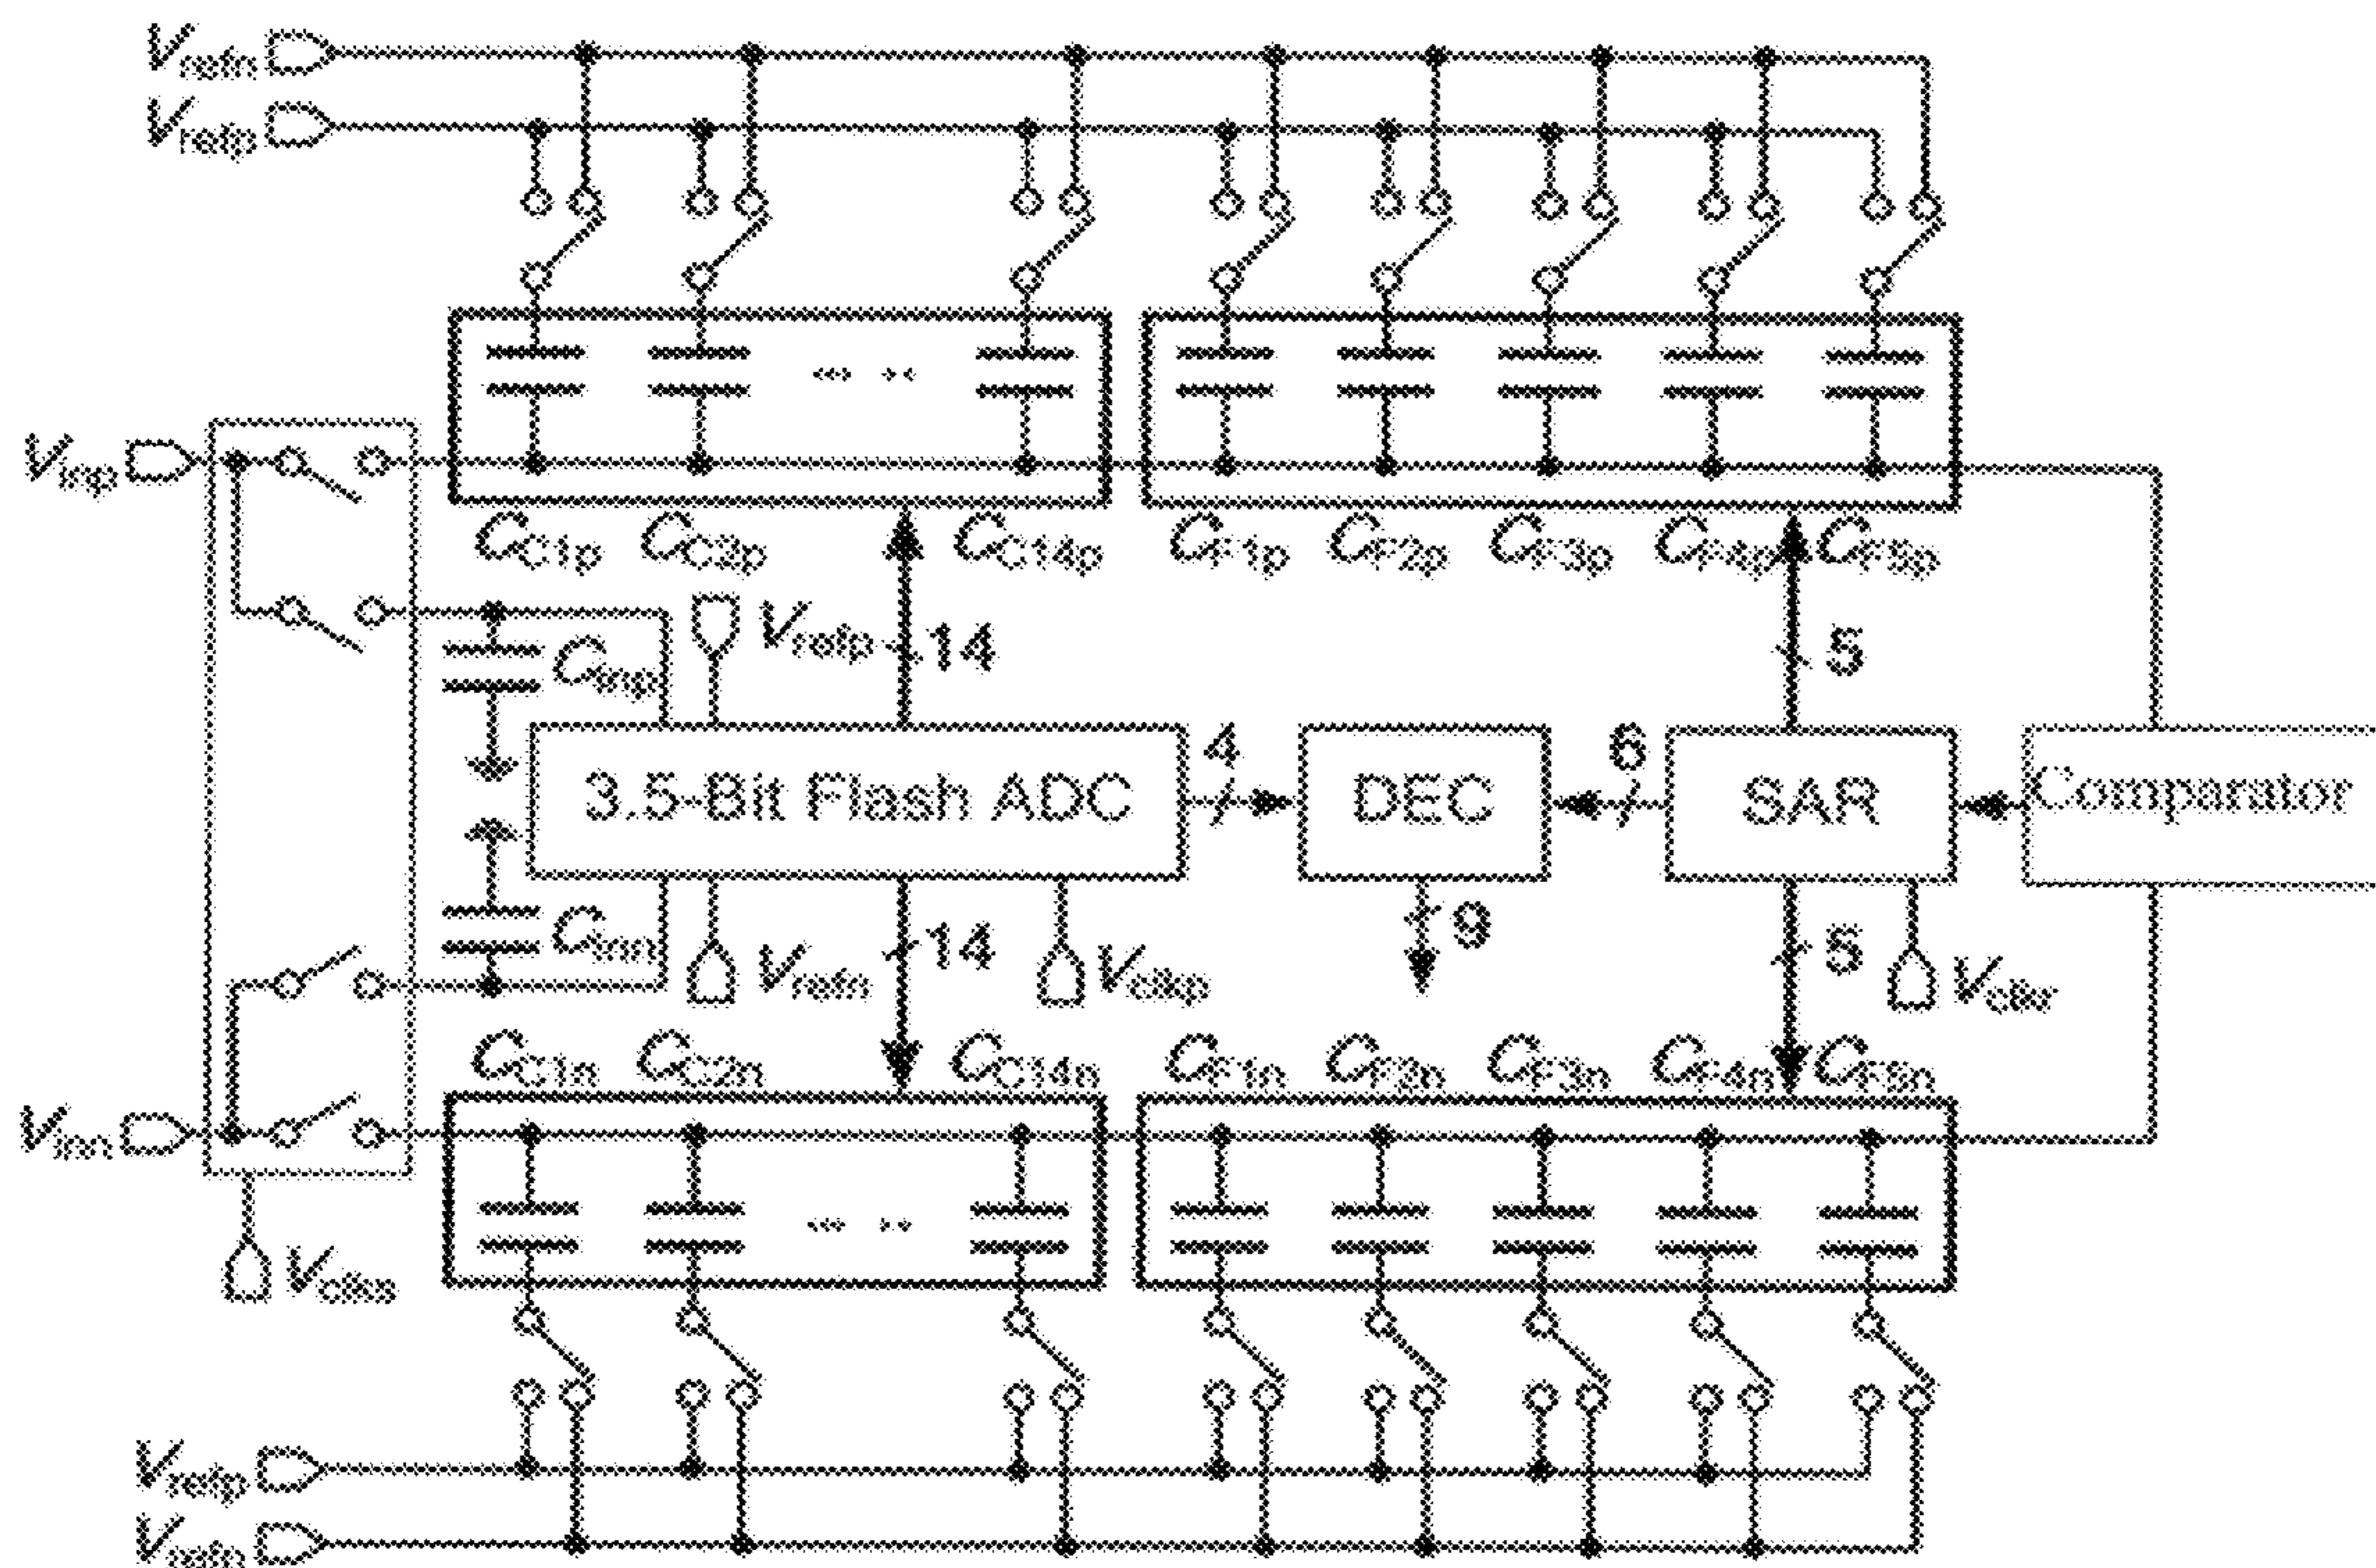 Vrefn
Vrefp
Vinp
CC1p CC2p CC14p CF1p CF2p CF3p CF4p CF5p
Cinp Vrefp 14 5
3.5-Bit Flash ADC 4 DEC 6 SAR Comparator
Cinn Vrefn 14 Vclkp 9 5 Vclkr
CC1n CC2n CC14n CF1n CF2n CF3n CF4n CF5n
Vinn
Vclks
Vrefp
Vrefn